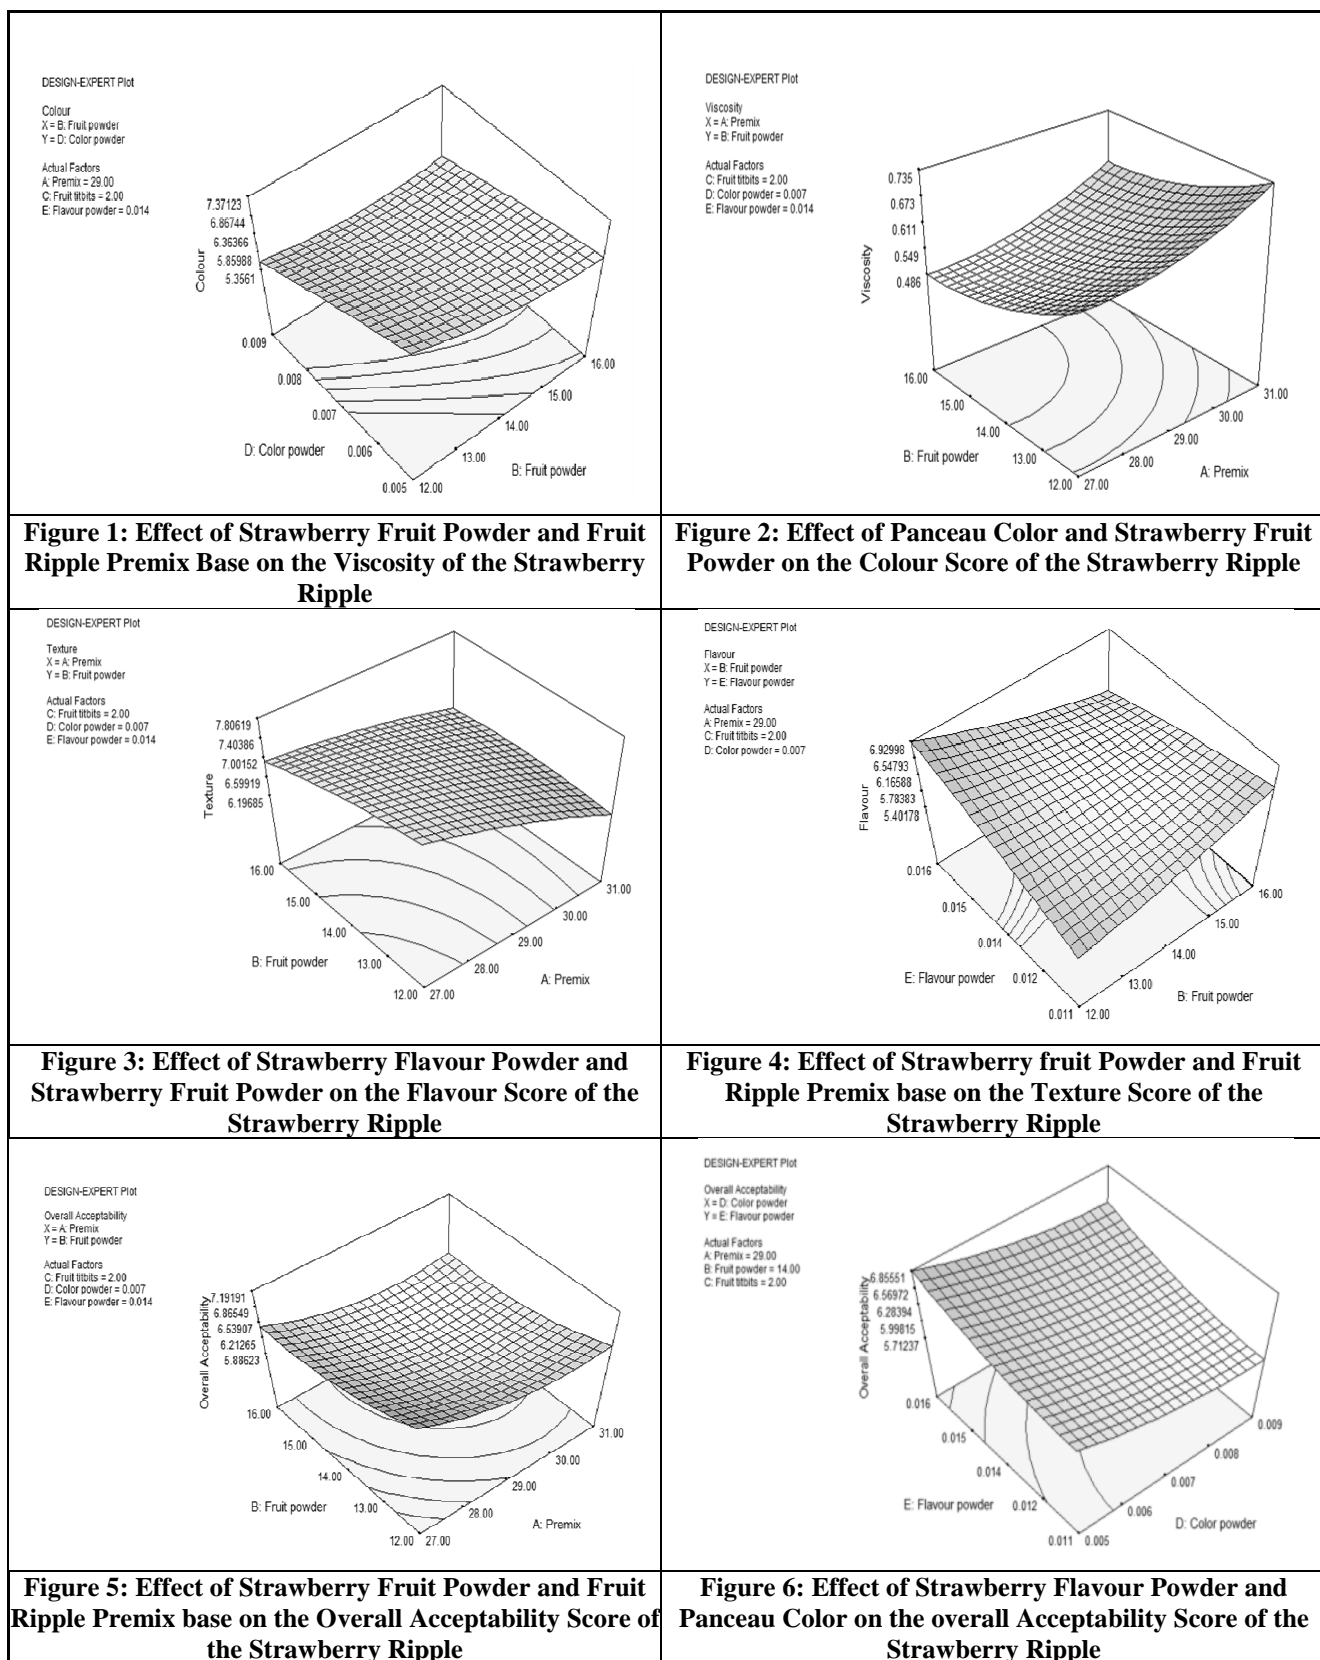 DESIGN-EXPERT Plot
Colour
X = B: Fruit powder
Y = D: Color powder
Actual Factors
A: Premix = 29.00
C: Fruit titbits = 2.00
E: Flavour powder = 0.014
7.37123
6.86744
6.36366
5.85988
5.3561
Colour
0.009
0.008
0.007
0.006
0.005
D: Color powder
12.00
13.00
14.00
15.00
16.00
B: Fruit powder
Figure 1: Effect of Strawberry Fruit Powder and Fruit
Ripple Premix Base on the Viscosity of the Strawberry
Ripple
DESIGN-EXPERT Plot
Viscosity
X = A: Premix
Y = B: Fruit powder
Actual Factors
C: Fruit titbits = 2.00
D: Color powder = 0.007
E: Flavour powder = 0.014
0.735
0.673
0.611
0.549
0.486
Viscosity
16.00
15.00
14.00
13.00
12.00
B: Fruit powder
27.00
28.00
29.00
30.00
31.00
A: Premix
Figure 2: Effect of Panceau Color and Strawberry Fruit
Powder on the Colour Score of the Strawberry Ripple
DESIGN-EXPERT Plot
Texture
X = A: Premix
Y = B: Fruit powder
Actual Factors
C: Fruit titbits = 2.00
D: Color powder = 0.007
E: Flavour powder = 0.014
7.80619
7.40386
7.00152
6.59919
6.19685
Texture
16.00
15.00
14.00
13.00
12.00
B: Fruit powder
27.00
28.00
29.00
30.00
31.00
A: Premix
Figure 3: Effect of Strawberry Flavour Powder and
Strawberry Fruit Powder on the Flavour Score of the
Strawberry Ripple
DESIGN-EXPERT Plot
Flavour
X = B: Fruit powder
Y = E: Flavour powder
Actual Factors
A: Premix = 29.00
C: Fruit titbits = 2.00
D: Color powder = 0.007
6.92998
6.54793
6.16588
5.78383
5.40178
Flavour
0.016
0.015
0.014
0.012
0.011
E: Flavour powder
12.00
13.00
14.00
15.00
16.00
B: Fruit powder
Figure 4: Effect of Strawberry fruit Powder and Fruit
Ripple Premix base on the Texture Score of the
Strawberry Ripple
DESIGN-EXPERT Plot
Overall Acceptability
X = A: Premix
Y = B: Fruit powder
Actual Factors
C: Fruit titbits = 2.00
D: Color powder = 0.007
E: Flavour powder = 0.014
7.19191
6.86549
6.53907
6.21265
5.88623
Overall Acceptability
16.00
15.00
14.00
13.00
12.00
B: Fruit powder
27.00
28.00
29.00
30.00
31.00
A: Premix
Figure 5: Effect of Strawberry Fruit Powder and Fruit
Ripple Premix base on the Overall Acceptability Score of
the Strawberry Ripple
DESIGN-EXPERT Plot
Overall Acceptability
X = D: Color powder
Y = E: Flavour powder
Actual Factors
A: Premix = 29.00
B: Fruit powder = 14.00
C: Fruit titbits = 2.00
6.85551
6.56972
6.28394
5.99815
5.71237
Overall Acceptability
0.016
0.015
0.014
0.012
0.011
E: Flavour powder
0.005
0.006
0.007
0.008
0.009
D: Color powder
Figure 6: Effect of Strawberry Flavour Powder and
Panceau Color on the overall Acceptability Score of the
Strawberry Ripple